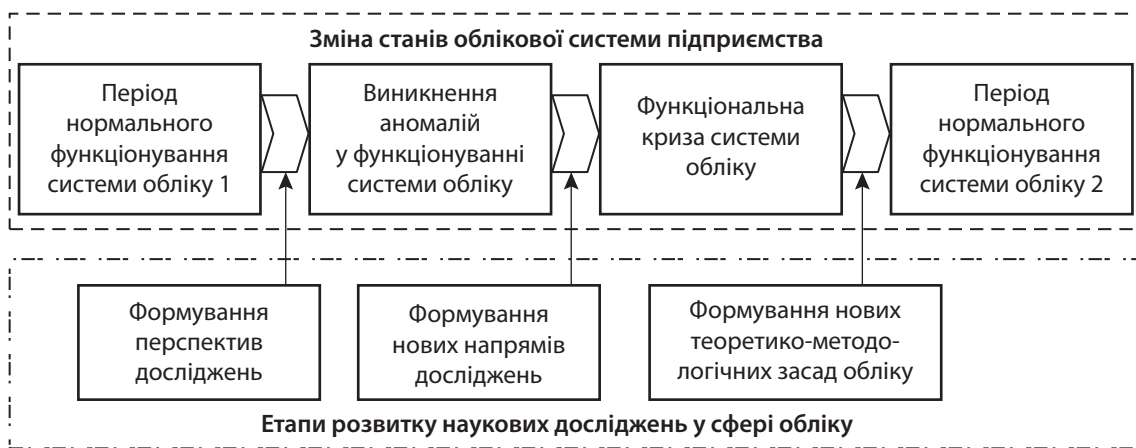 Зміна станів облікової системи підприємства
Період
нормального
функціонування
системи обліку 1
Виникнення
аномалій
у функціонуванні
системи обліку
Функціональна
криза системи
обліку
Період
нормального
функціонування
системи обліку 2
Формування
перспектив
досліджень
Формування
нових напрямів
досліджень
Формування нових
теоретико-методо-
логічних засад обліку
Етапи розвитку наукових досліджень у сфері обліку